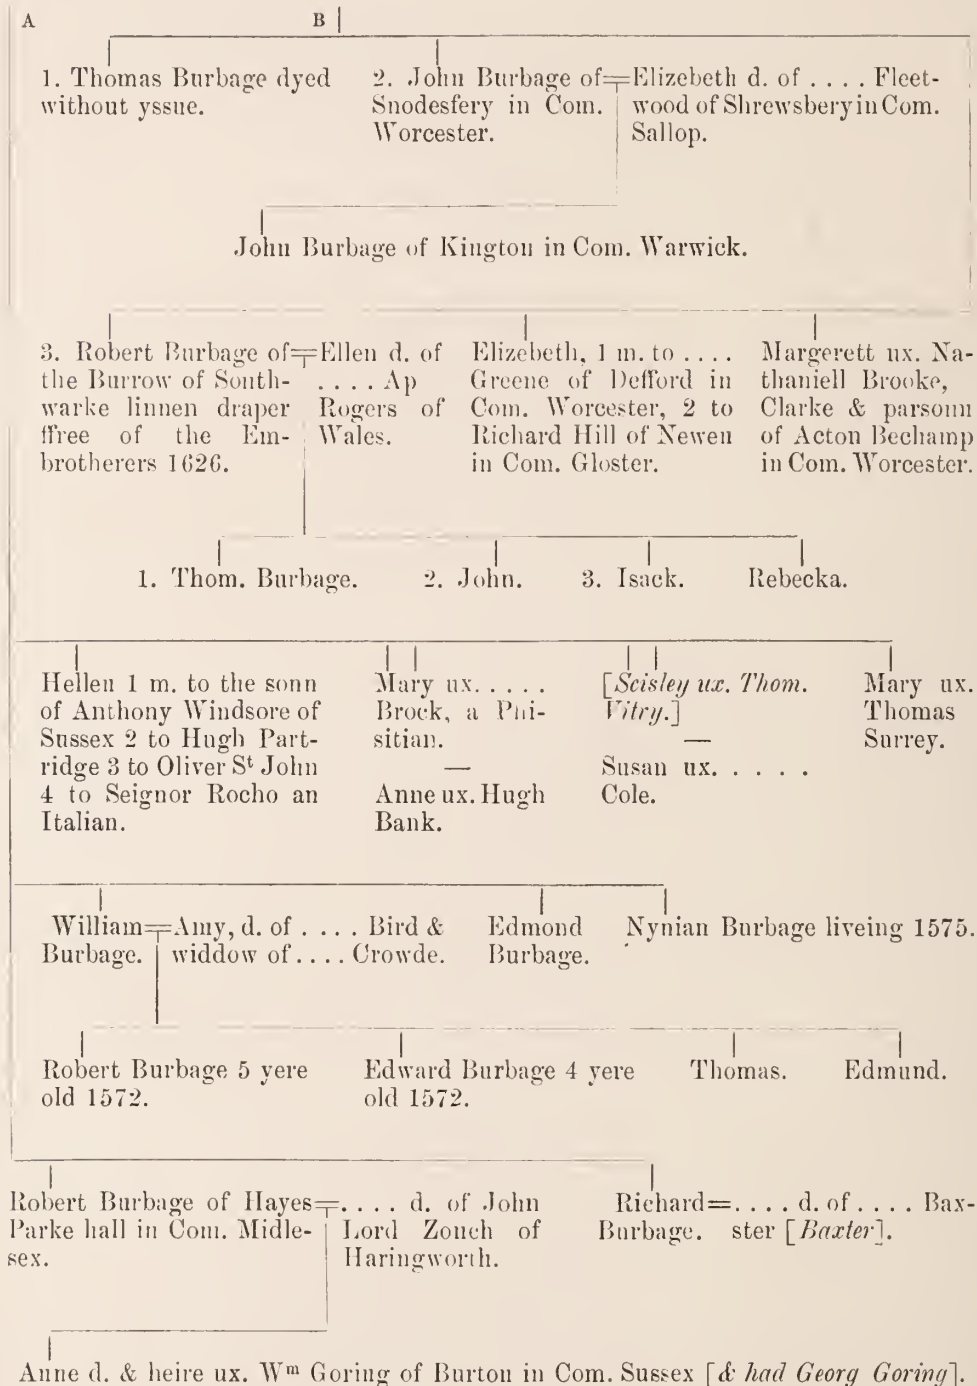 A B
1. Thomas Burbage dyed
without yssue.
2. John Burbage of
Snodesfery in Com.
Worcester.
Elizebeth d. of . . . . Fleet-
wood of Shrewsbery in Com.
Sallop.
John Burbage of Kington in Com. Warwick.
3. Robert Burbage of
the Burrow of South-
warke linnen draper
ffree of the Em-
brotherers 1626.
Ellen d. of
. . . . Ap
Rogers of
Wales.
Elizebeth, 1 m. to . . . .
Greene of Defford in
Com. Worcester, 2 to
Richard Hill of Newen
in Com. Gloster.
Margerett ux. Na-
thaniell Brooke,
Clarke & parsonn
of Acton Bechamp
in Com. Worcester.
1. Thom. Burbage. 2. John. 3. Isack. Rebecka.
Hellen 1 m. to the sonn
of Anthony Windsore of
Sussex 2 to Hugh Part-
ridge 3 to Oliver St John
4 to Seignor Rocho an
Italian.
Mary ux. . . . .
Brock, a Phi-
sitian.
—
Anne ux. Hugh
Bank.
[Scisley ux. Thom.
Vitry.]
—
Susan ux. . . . .
Cole.
Mary ux.
Thomas
Surrey.
William
Burbage.
Amy, d. of . . . . Bird &
widdow of . . . . Crowde.
Edmond
Burbage.
Nynian Burbage liveing 1575.
Robert Burbage 5 yere
old 1572.
Edward Burbage 4 yere
old 1572.
Thomas. Edmund.
Robert Burbage of Hayes
Parke hall in Com. Midle-
sex.
. . . . d. of John
Lord Zouch of
Haringworth.
Richard
Burbage.
. . . . d. of . . . . Bax-
ster [Baxter].
Anne d. & heire ux. Wm Goring of Burton in Com. Sussex [& had Georg Goring].